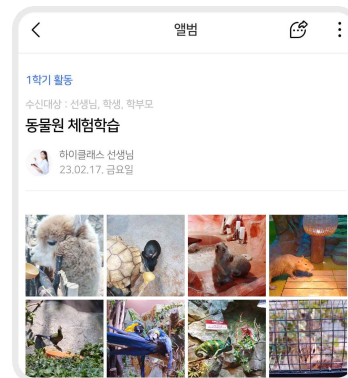 앨범
1학기 활동
수신대상 : 선생님, 학생, 학부모
동물원 체험학습
하이클래스 선생님
23.02.17. 금요일